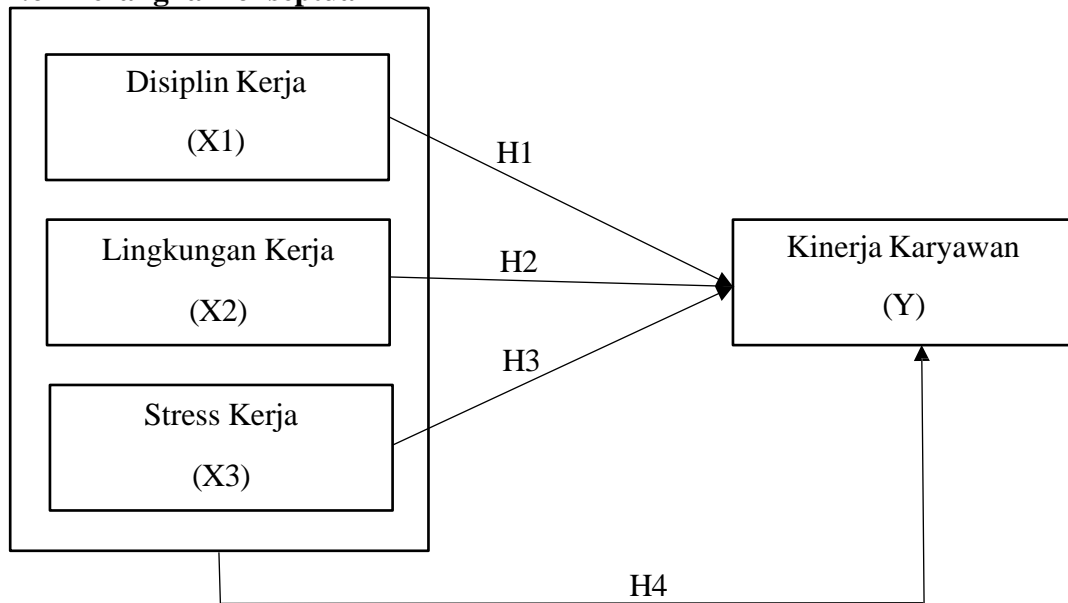 Disiplin Kerja
(X1)
H1
Lingkungan Kerja
(X2)
H2
Kinerja Karyawan
(Y)
H3
Stress Kerja
(X3)
H4